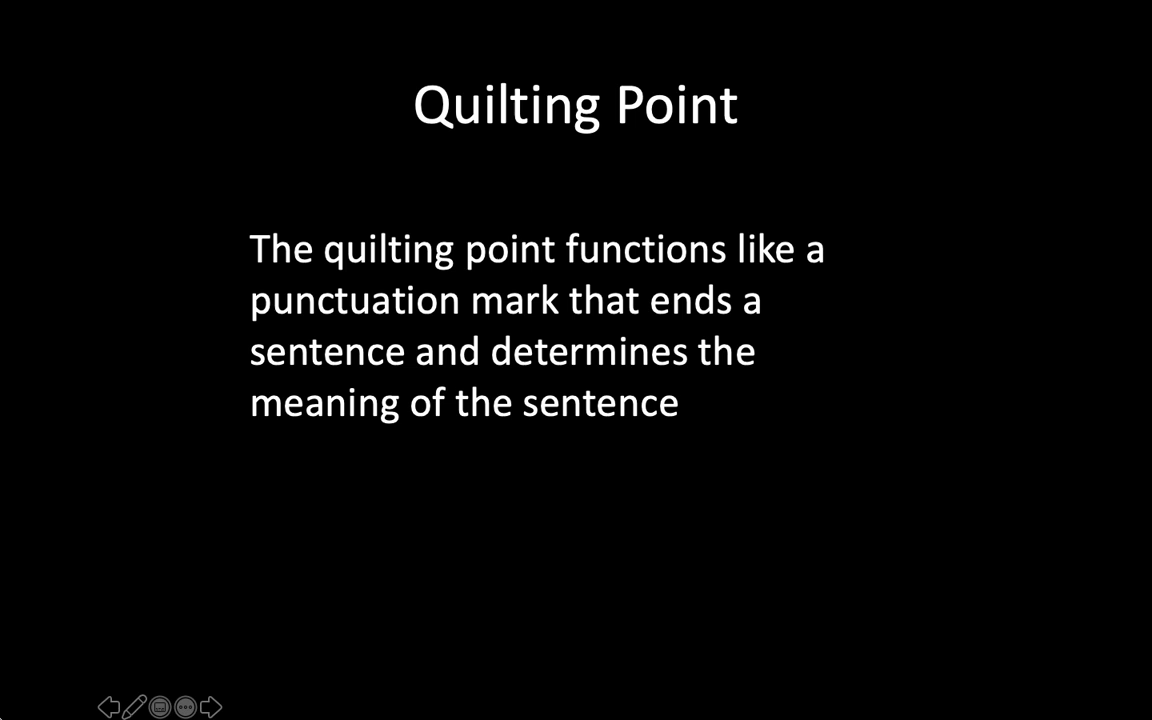 Quilting Point
The quilting point functions like a
punctuation mark that ends a
sentence and determines the
meaning of the sentence